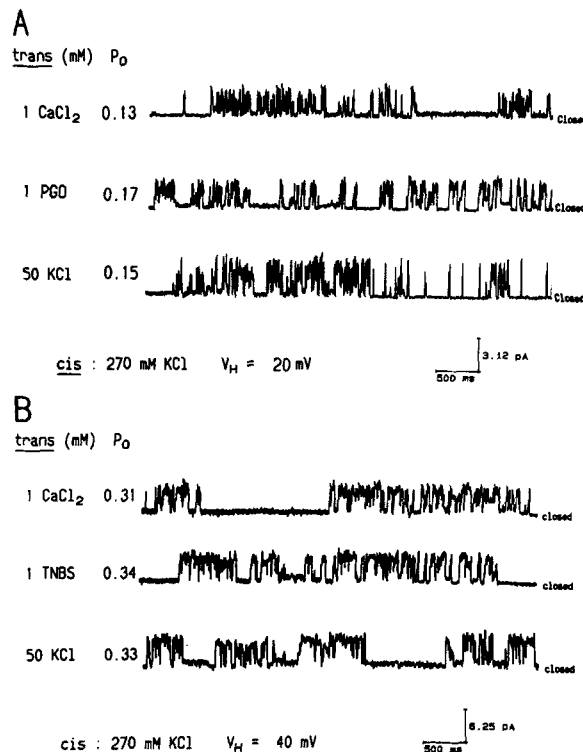 A
trans (mM) Po
1 CaCl₂ 0.13 Closed
1 PGO 0.17 Closed
50 KCl 0.15 Closed
3.12 pA
cis : 270 mM KCl V_H = 20 mV
500 ms
B
trans (mM) Po
1 CaCl₂ 0.31 closed
1 TNBS 0.34 closed
50 KCl 0.33 closed
6.25 pA
cis : 270 mM KCl V_H = 40 mV
500 ms